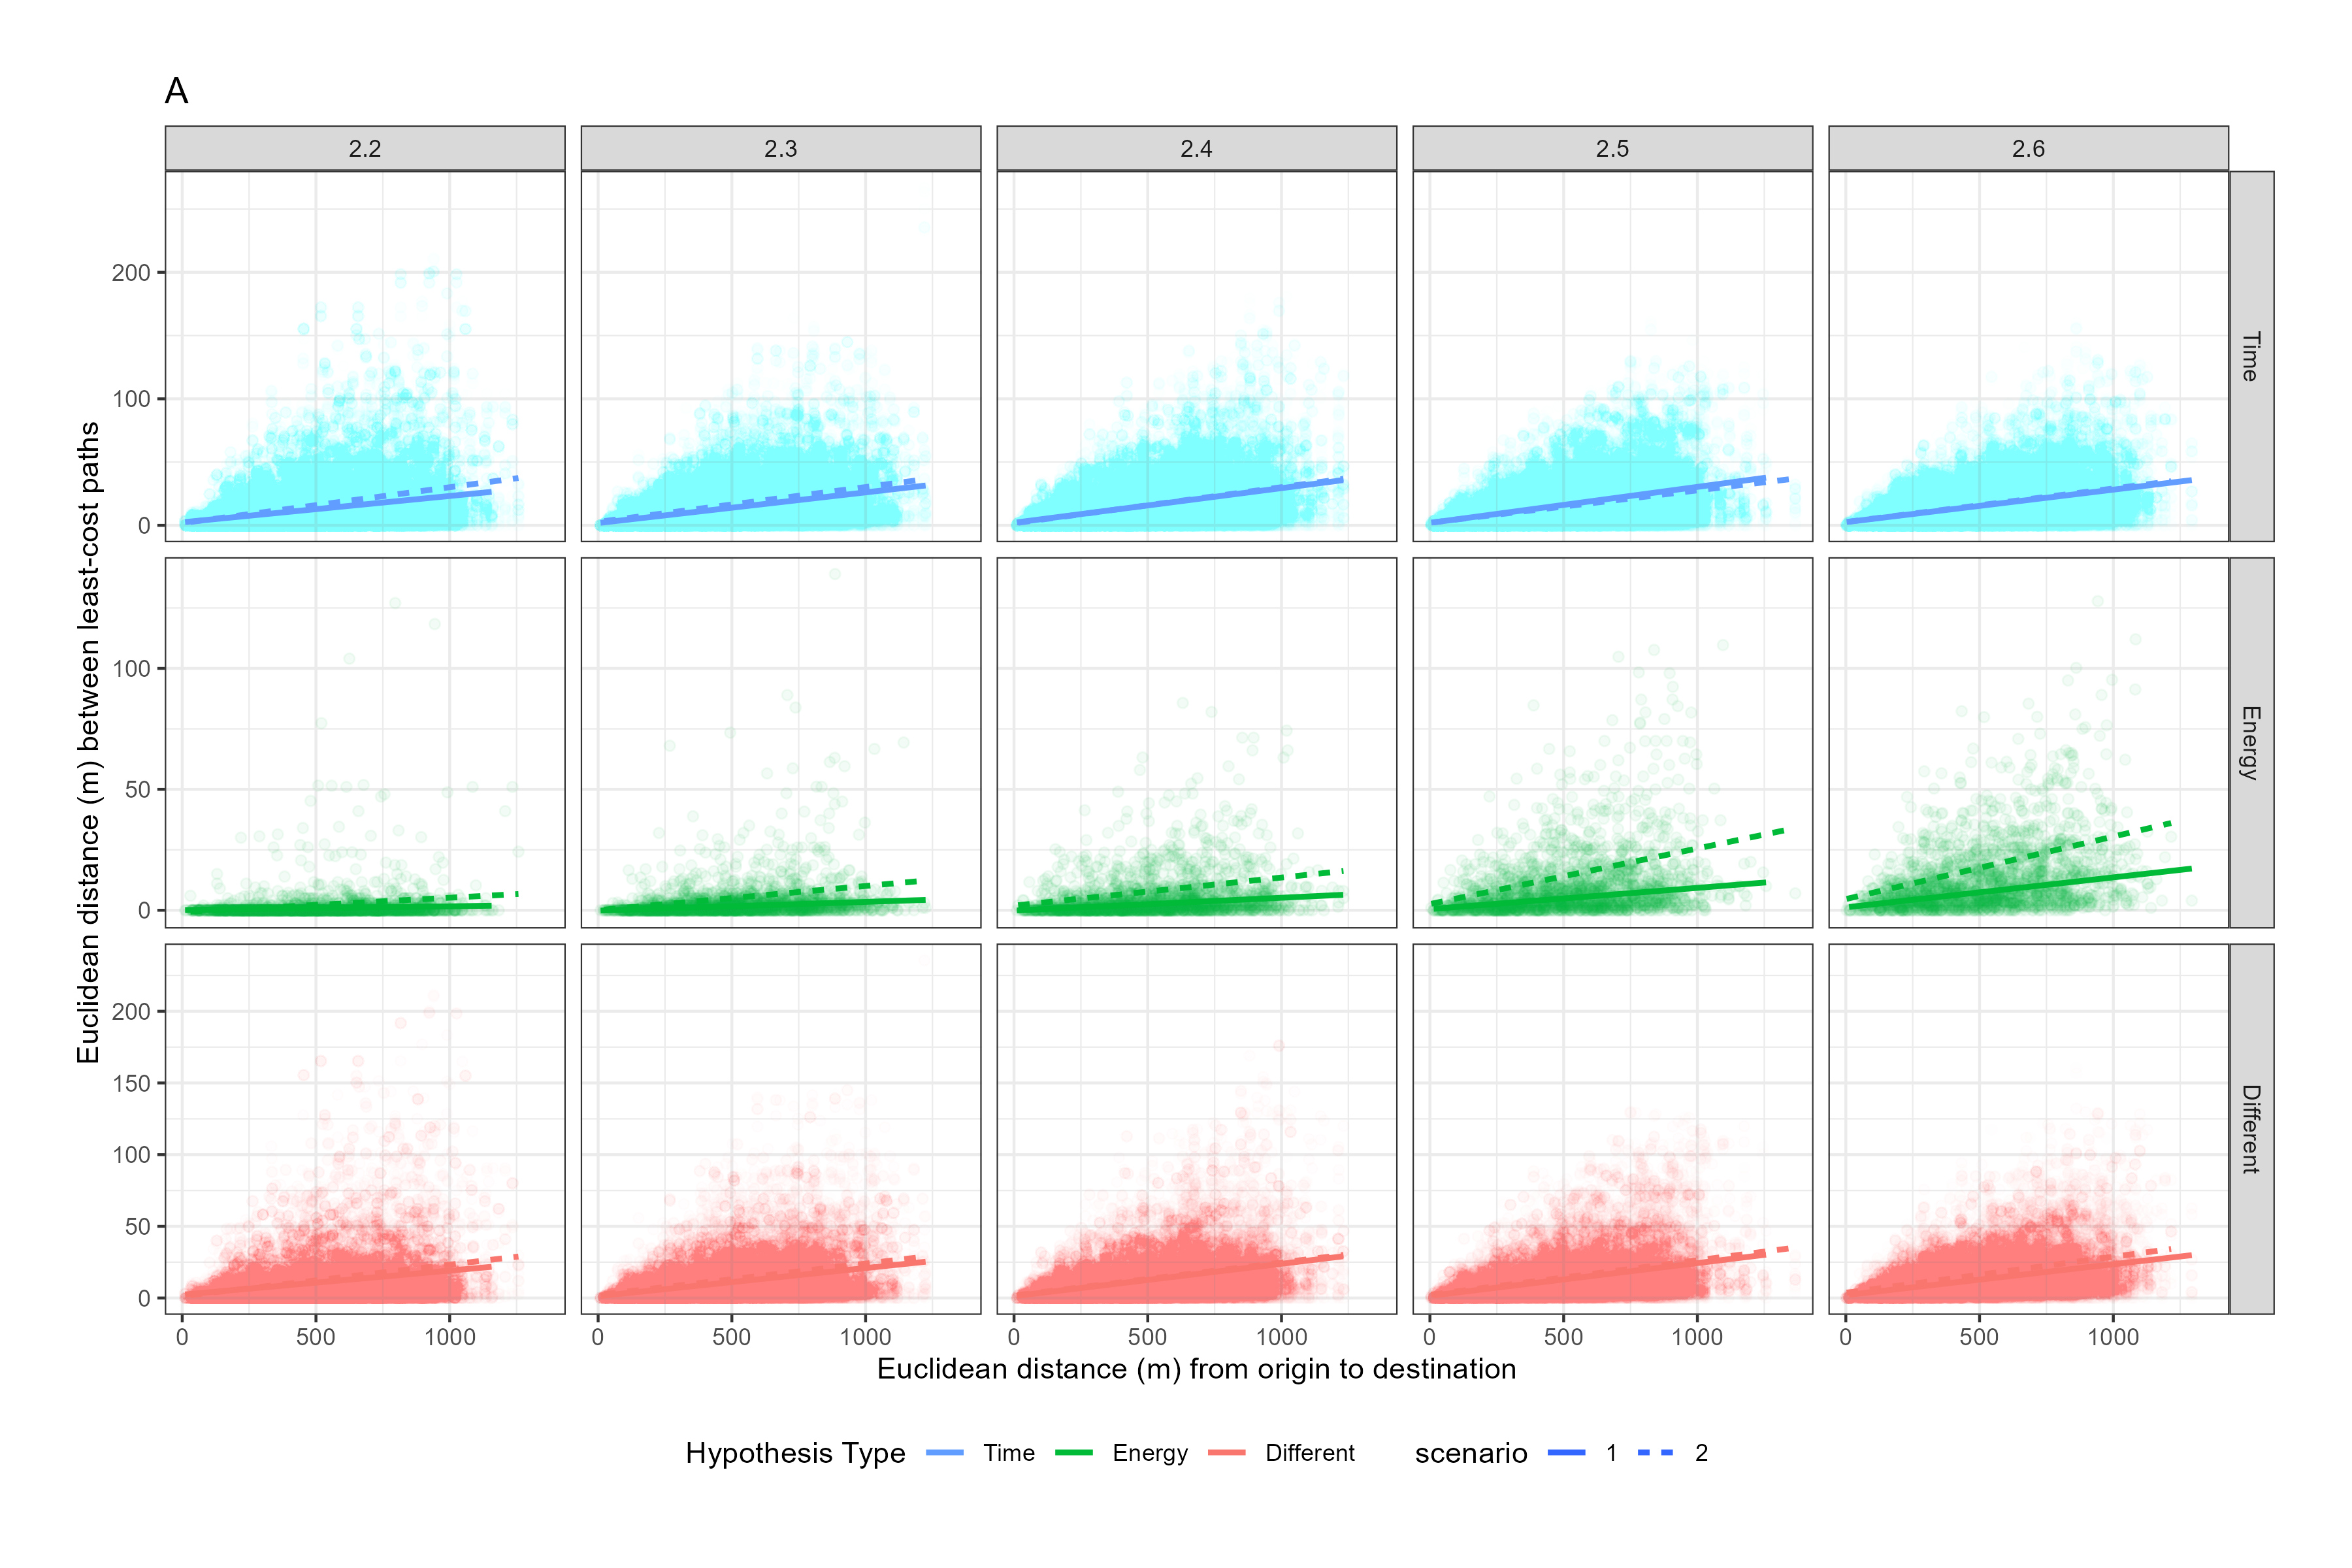 A
2.2 2.3 2.4 2.5 2.6
Euclidean distance (m) between least-cost paths
200
100
0
Time
100
50
0
Energy
200
150
100
50
0
Different
0 500 1000 0 500 1000 0 500 1000 0 500 1000 0 500 1000
Euclidean distance (m) from origin to destination
Hypothesis Type Time Energy Different scenario 1 2